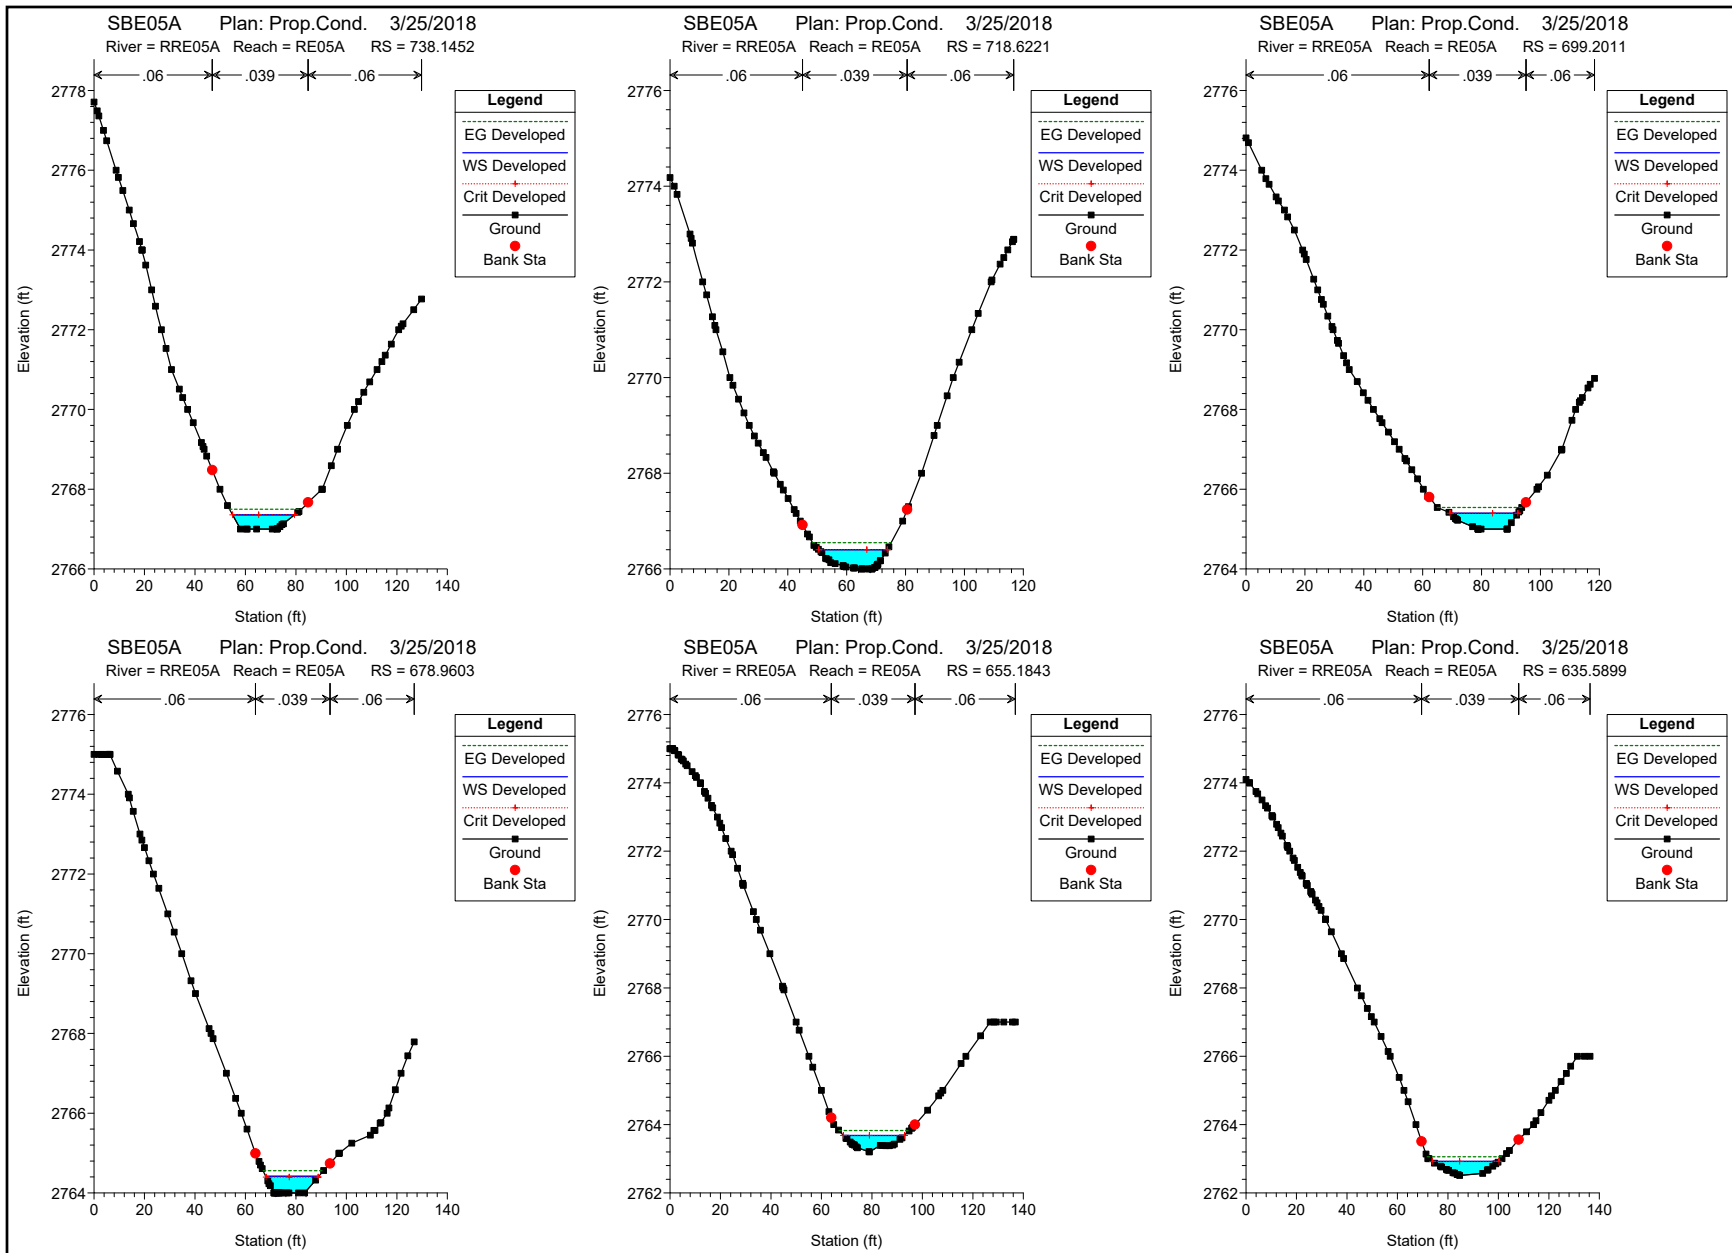 SBE05A Plan: Prop.Cond. 3/25/2018
River = RRE05A Reach = RE05A RS = 738.1452
.06 .039 .06
2778
2776
2774
2772
2770
2768
2766
Elevation (ft)
0 20 40 60 80 100 120 140
Station (ft)
Legend
EG Developed
WS Developed
Crit Developed
Ground
Bank Sta
SBE05A Plan: Prop.Cond. 3/25/2018
River = RRE05A Reach = RE05A RS = 718.6221
.06 .039 .06
2776
2774
2772
2770
2768
2766
Elevation (ft)
0 20 40 60 80 100 120
Station (ft)
Legend
EG Developed
WS Developed
Crit Developed
Ground
Bank Sta
SBE05A Plan: Prop.Cond. 3/25/2018
River = RRE05A Reach = RE05A RS = 699.2011
.06 .039 .06
2776
2774
2772
2770
2768
2766
2764
Elevation (ft)
0 20 40 60 80 100 120 140
Station (ft)
Legend
EG Developed
WS Developed
Crit Developed
Ground
Bank Sta
SBE05A Plan: Prop.Cond. 3/25/2018
River = RRE05A Reach = RE05A RS = 678.9603
.06 .039 .06
2776
2774
2772
2770
2768
2766
2764
Elevation (ft)
0 20 40 60 80 100 120 140
Station (ft)
Legend
EG Developed
WS Developed
Crit Developed
Ground
Bank Sta
SBE05A Plan: Prop.Cond. 3/25/2018
River = RRE05A Reach = RE05A RS = 655.1843
.06 .039 .06
2776
2774
2772
2770
2768
2766
2764
2762
Elevation (ft)
0 20 40 60 80 100 120 140
Station (ft)
Legend
EG Developed
WS Developed
Crit Developed
Ground
Bank Sta
SBE05A Plan: Prop.Cond. 3/25/2018
River = RRE05A Reach = RE05A RS = 635.5899
.06 .039 .06
2776
2774
2772
2770
2768
2766
2764
2762
Elevation (ft)
0 20 40 60 80 100 120 140
Station (ft)
Legend
EG Developed
WS Developed
Crit Developed
Ground
Bank Sta